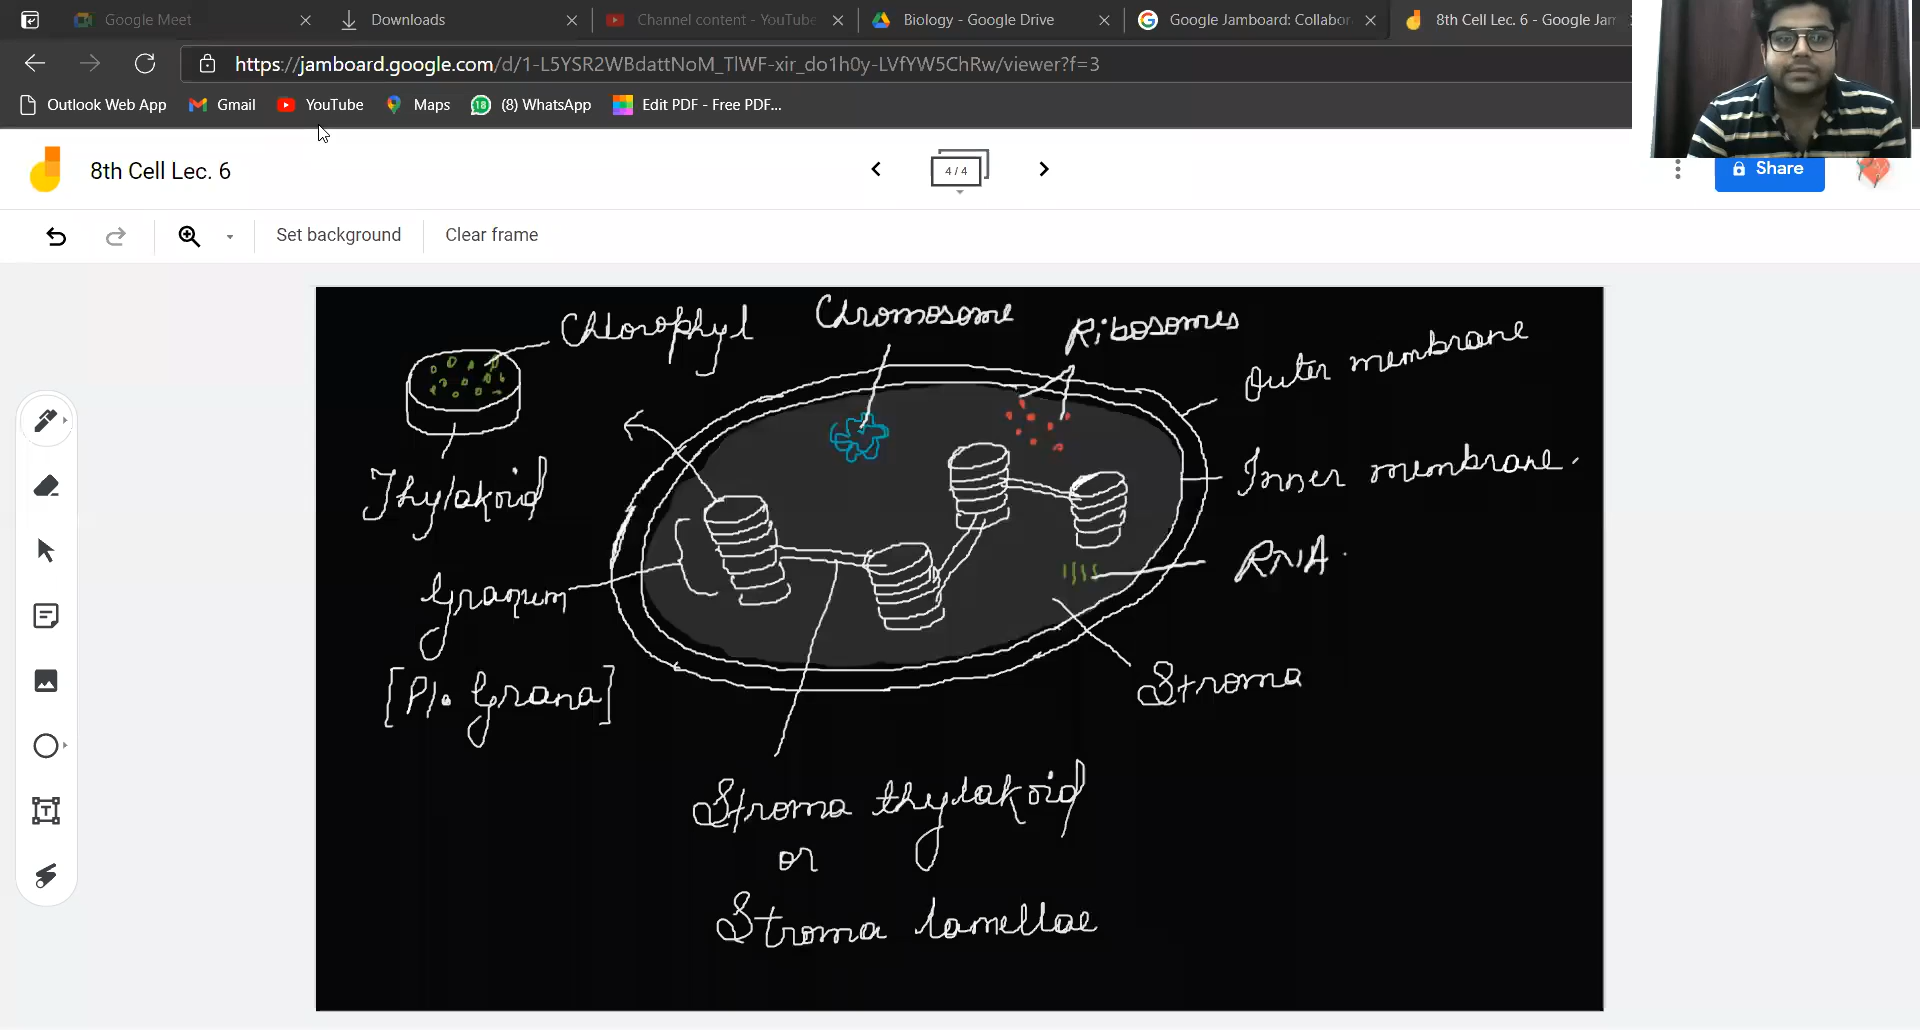 Google Meet
Downloads
Channel content - YouTube
Biology - Google Drive
Google Jamboard: Collabor
8th Cell Lec. 6 - Google Jam
https://jamboard.google.com/d/1-L5YSR2WBdattNoM_TlWF-xir_do1h0y-LVfYW5ChRw/viewer?f=3
Outlook Web App
Gmail
YouTube
Maps
18
(8) WhatsApp
Edit PDF - Free PDF...
8th Cell Lec. 6
4 / 4
Share
Set background
Clear frame
Chlorophyl
Chromosome
Ribosomes
Outer membrane
Thylakoid
Inner membrane
Granum
RNA
[Pl. Grana]
Stroma
Stroma thylakoid
or
Stroma lamellae